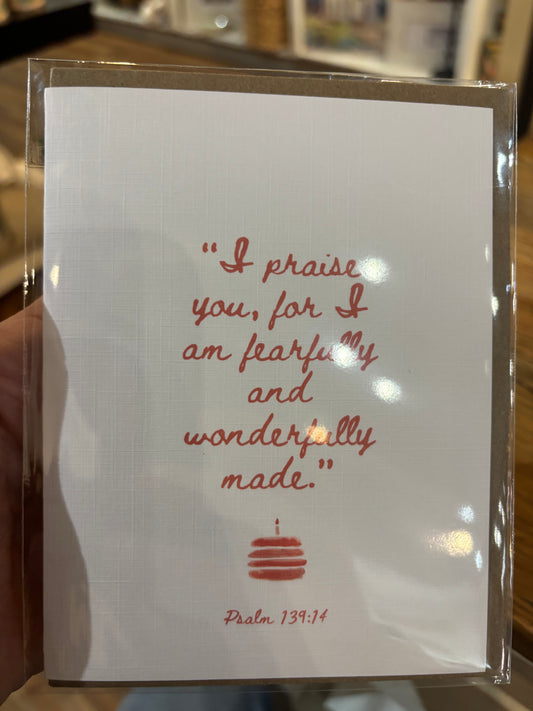 "I praise
you, for I
am fearfully
and
wonderfully
made."
Psalm 139:14